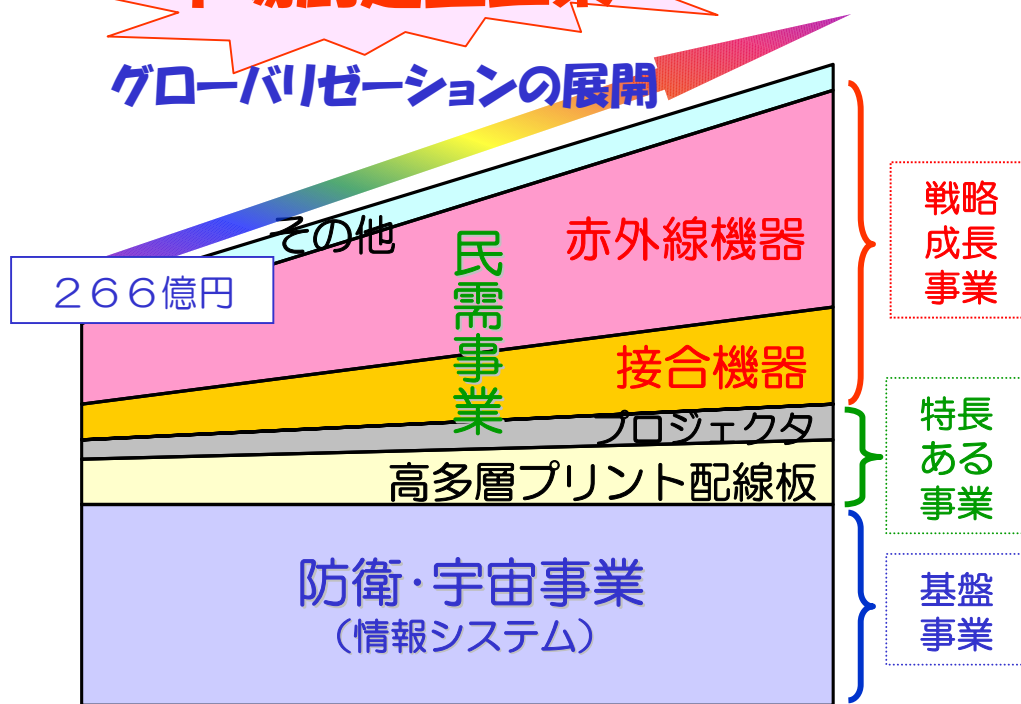 グローバリゼーションの展開
その他
266億円
民需事業
赤外線機器
接合機器
プロジェクタ
高多層プリント配線板
防衛・宇宙事業
（情報システム）
戦略
成長
事業
特長
ある
事業
基盤
事業